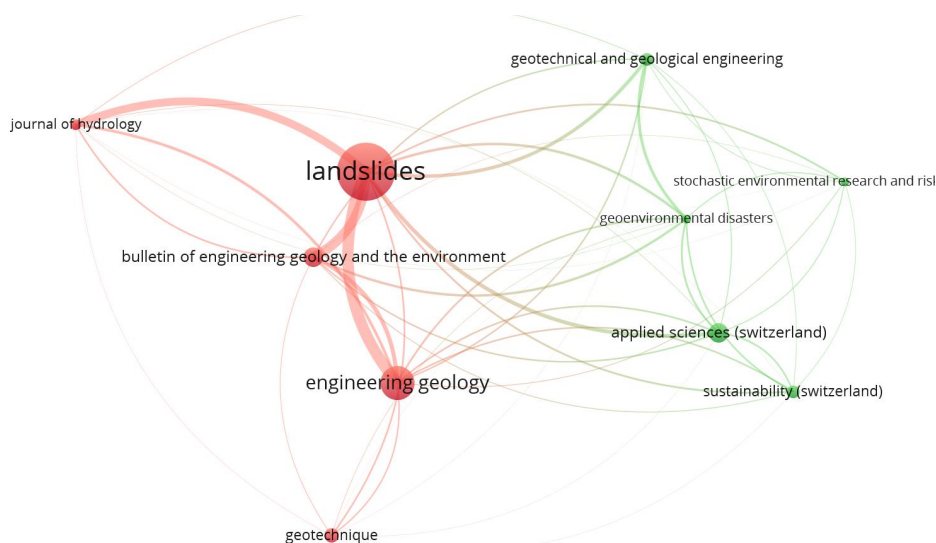 geotechnical and geological engineering
journal of hydrology
landslides
stochastic environmental research and risk
geoenvironmental disasters
bulletin of engineering geology and the environment
applied sciences (switzerland)
engineering geology
sustainability (switzerland)
geotechnique